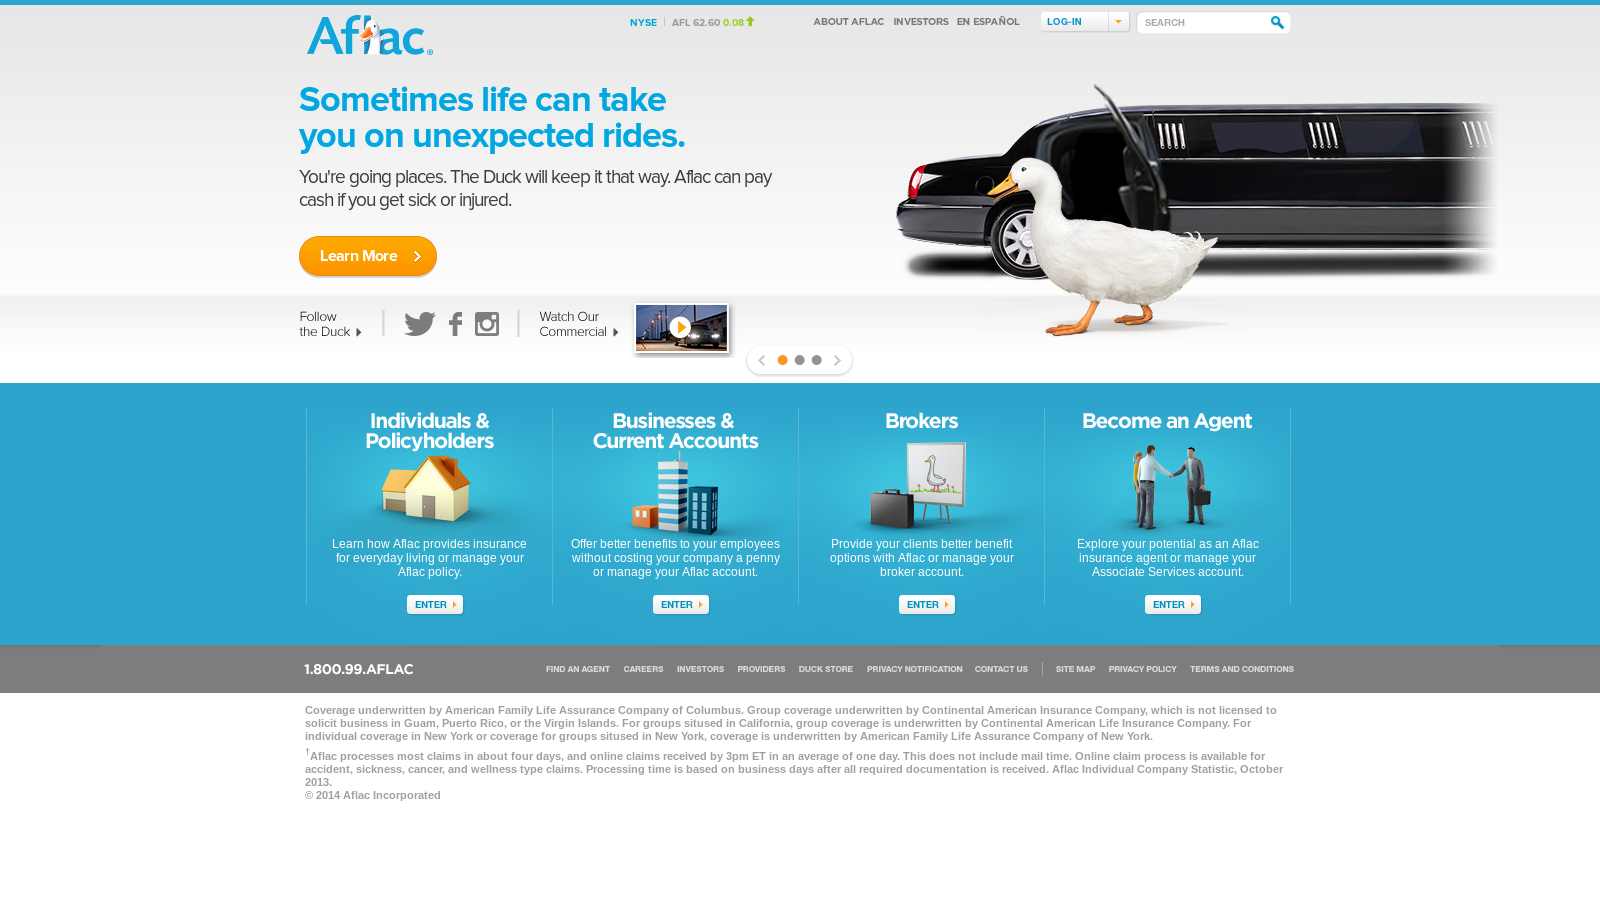 Aflac®
NYSE AFL 62.60 0.08
ABOUT AFLAC INVESTORS EN ESPAÑOL
LOG-IN
SEARCH
Sometimes life can take
you on unexpected rides.
You're going places. The Duck will keep it that way. Aflac can pay
cash if you get sick or injured.
Learn More
Follow
the Duck
Watch Our
Commercial
Individuals &
Policyholders
Learn how Aflac provides insurance
for everyday living or manage your
Aflac policy.
ENTER
Businesses &
Current Accounts
Offer better benefits to your employees
without costing your company a penny
or manage your Aflac account.
ENTER
Brokers
Provide your clients better benefit
options with Aflac or manage your
broker account.
ENTER
Become an Agent
Explore your potential as an Aflac
insurance agent or manage your
Associate Services account.
ENTER
1.800.99.AFLAC
FIND AN AGENT CAREERS INVESTORS PROVIDERS DUCK STORE PRIVACY NOTIFICATION CONTACT US SITE MAP PRIVACY POLICY TERMS AND CONDITIONS
Coverage underwritten by American Family Life Assurance Company of Columbus. Group coverage underwritten by Continental American Insurance Company, which is not licensed to
solicit business in Guam, Puerto Rico, or the Virgin Islands. For groups sitused in California, group coverage is underwritten by Continental American Life Insurance Company. For
individual coverage in New York or coverage for groups sitused in New York, coverage is underwritten by American Family Life Assurance Company of New York.
†Aflac processes most claims in about four days, and online claims received by 3pm ET in an average of one day. This does not include mail time. Online claim process is available for
accident, sickness, cancer, and wellness type claims. Processing time is based on business days after all required documentation is received. Aflac Individual Company Statistic, October
2013.
© 2014 Aflac Incorporated